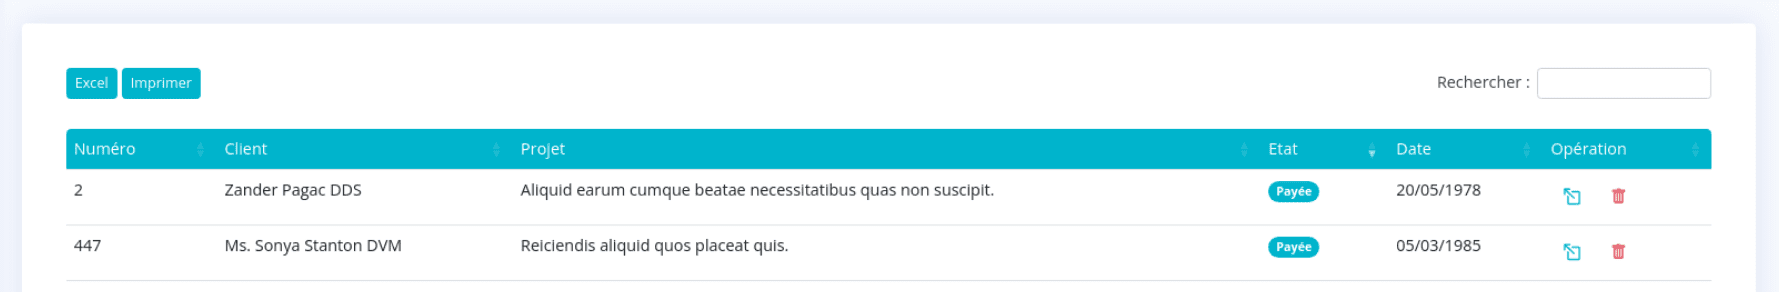 Excel Imprimer Rechercher :
Numéro Client Projet Etat Date Opération
2 Zander Pagac DDS Aliquid earum cumque beatae necessitatibus quas non suscipit. Payée 20/05/1978
447 Ms. Sonya Stanton DVM Reiciendis aliquid quos placeat quis. Payée 05/03/1985